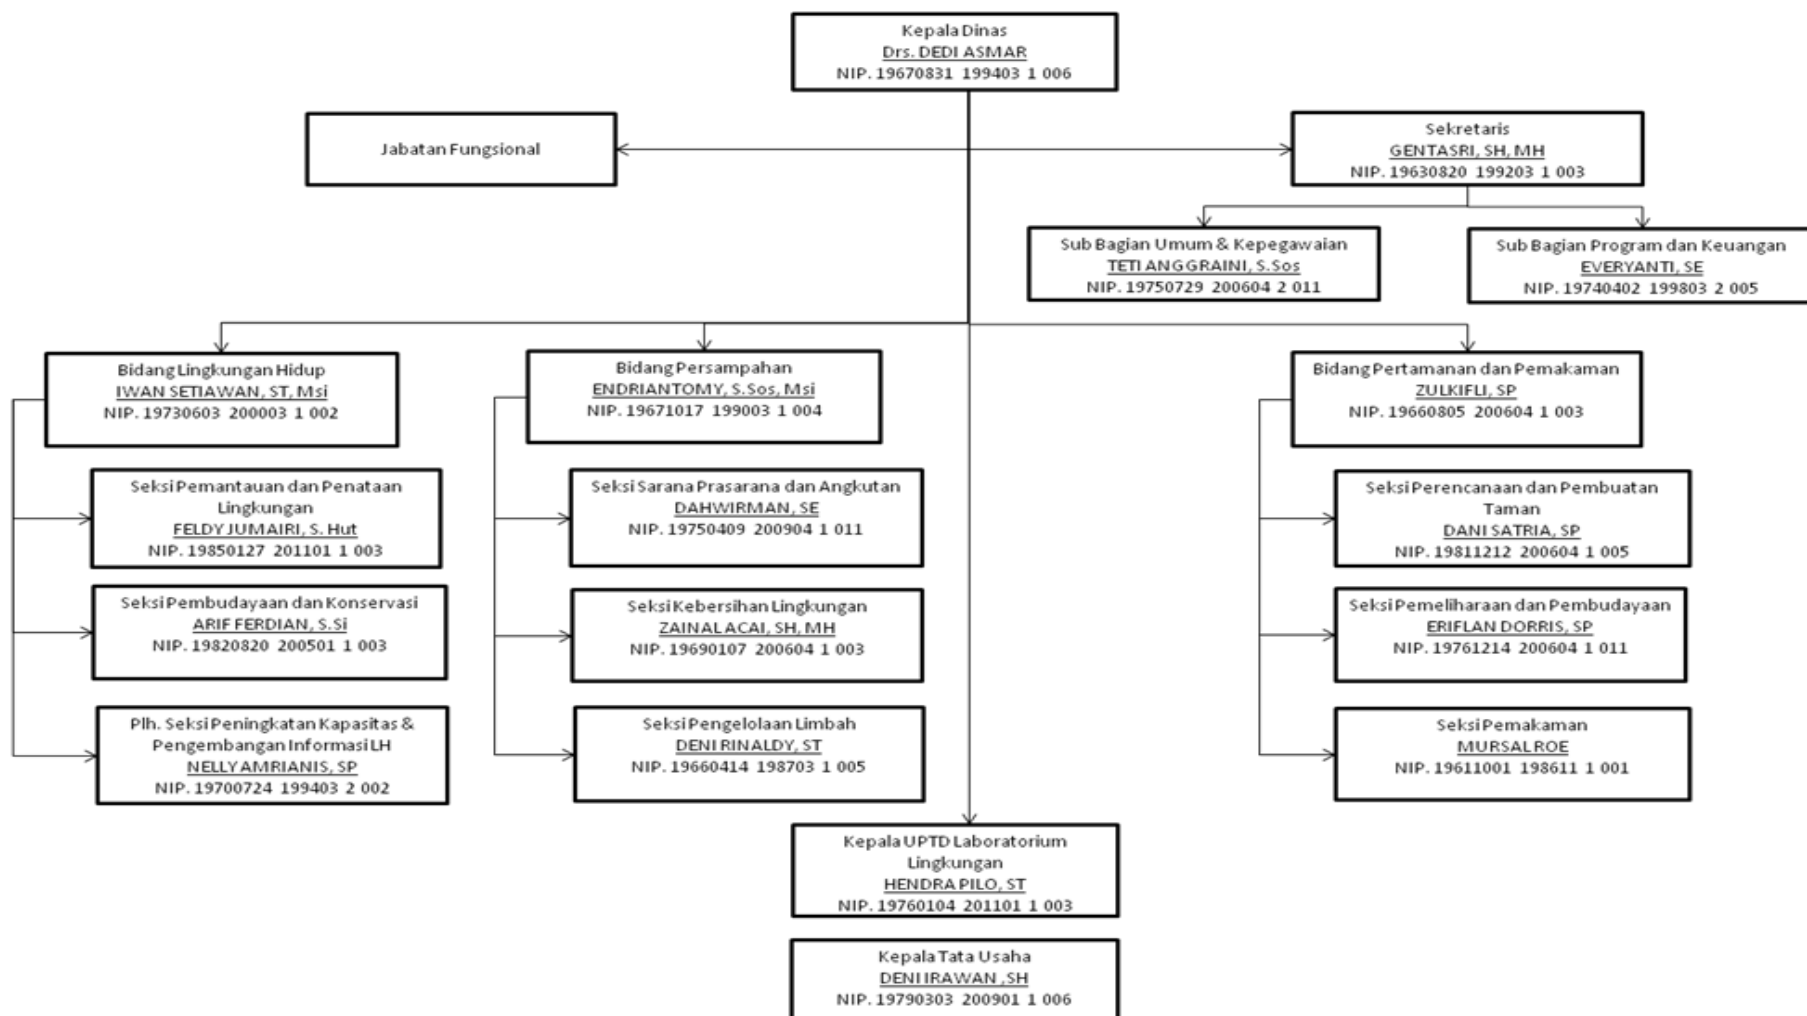 Kepala Dinas
Drs. DEDI ASMAR
NIP. 19670831 199403 1 006
Jabatan Fungsional
Sekretaris
GENTASRI, SH, MH
NIP. 19630820 199203 1 003
Sub Bagian Umum & Kepegawaian
TETI ANGGRAINI, S.Sos
NIP. 19750729 200604 2 011
Sub Bagian Program dan Keuangan
EVERYANTI, SE
NIP. 19740402 199803 2 005
Bidang Lingkungan Hidup
IWAN SETIAWAN, ST, Msi
NIP. 19730603 200003 1 002
Seksi Pemantauan dan Penataan
Lingkungan
FELDY JUMAIRI, S. Hut
NIP. 19850127 201101 1 003
Seksi Pembudayaan dan Konservasi
ARIF FERDIAN, S.Si
NIP. 19820820 200501 1 003
Plh. Seksi Peningkatan Kapasitas &
Pengembangan Informasi LH
NELLY AMRIANIS, SP
NIP. 19700724 199403 2 002
Bidang Persampahan
ENDRIANTOMY, S.Sos, Msi
NIP. 19671017 199003 1 004
Seksi Sarana Prasarana dan Angkutan
DAHWIRMAN, SE
NIP. 19750409 200904 1 011
Seksi Kebersihan Lingkungan
ZAINAL ACAI, SH, MH
NIP. 19690107 200604 1 003
Seksi Pengelolaan Limbah
DENI RINALDY, ST
NIP. 19660414 198703 1 005
Bidang Pertamanan dan Pemakaman
ZULKIFLI, SP
NIP. 19660805 200604 1 003
Seksi Perencanaan dan Pembuatan
Taman
DANI SATRIA, SP
NIP. 19811212 200604 1 005
Seksi Pemeliharaan dan Pembudayaan
ERIFLAN DORRIS, SP
NIP. 19761214 200604 1 011
Seksi Pemakaman
MURSAL ROE
NIP. 19611001 198611 1 001
Kepala UPTD Laboratorium
Lingkungan
HENDRA PILO, ST
NIP. 19760104 201101 1 003
Kepala Tata Usaha
DENI IRAWAN ,SH
NIP. 19790303 200901 1 006